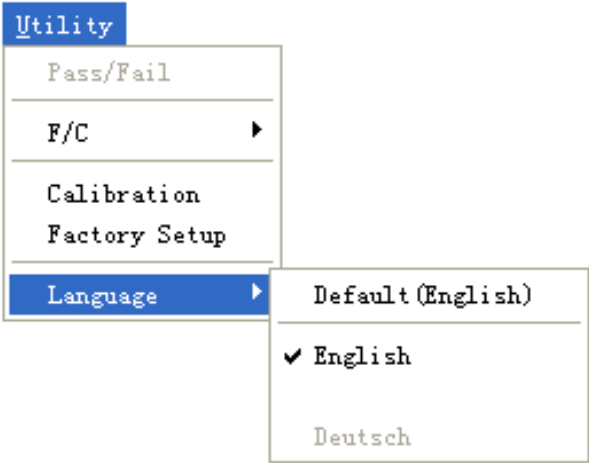 Utility
Pass/Fail
F/C
Calibration
Factory Setup
Language
Default(English)
English
Deutsch